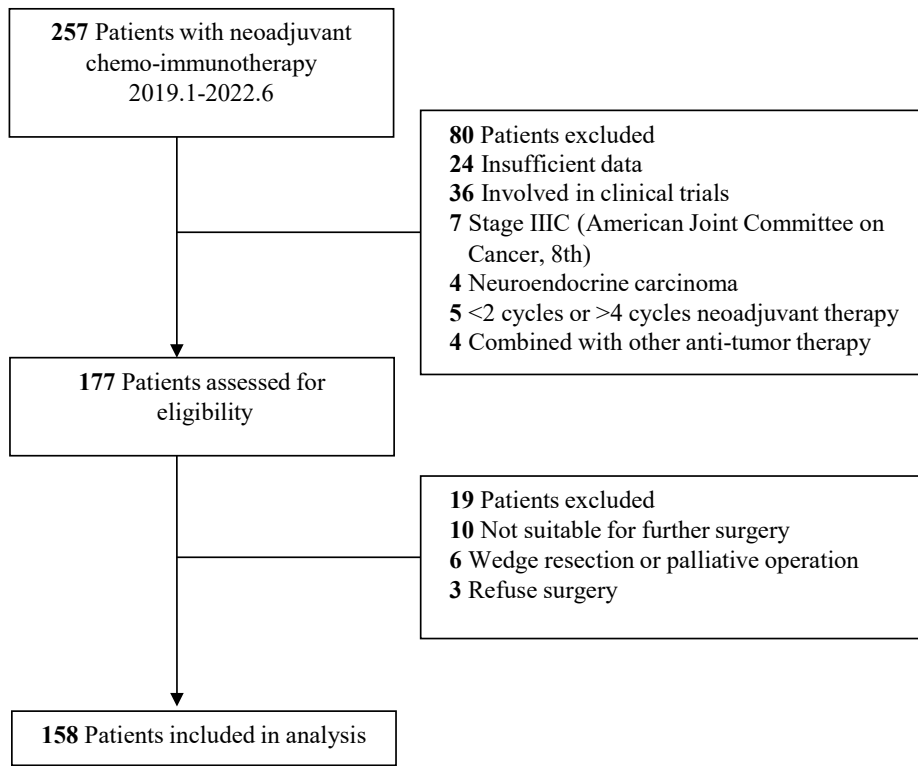 257 Patients with neoadjuvant
chemo-immunotherapy
2019.1-2022.6
80 Patients excluded
24 Insufficient data
36 Involved in clinical trials
7 Stage IIIC (American Joint Committee on
Cancer, 8th)
4 Neuroendocrine carcinoma
5 <2 cycles or >4 cycles neoadjuvant therapy
4 Combined with other anti-tumor therapy
177 Patients assessed for
eligibility
19 Patients excluded
10 Not suitable for further surgery
6 Wedge resection or palliative operation
3 Refuse surgery
158 Patients included in analysis